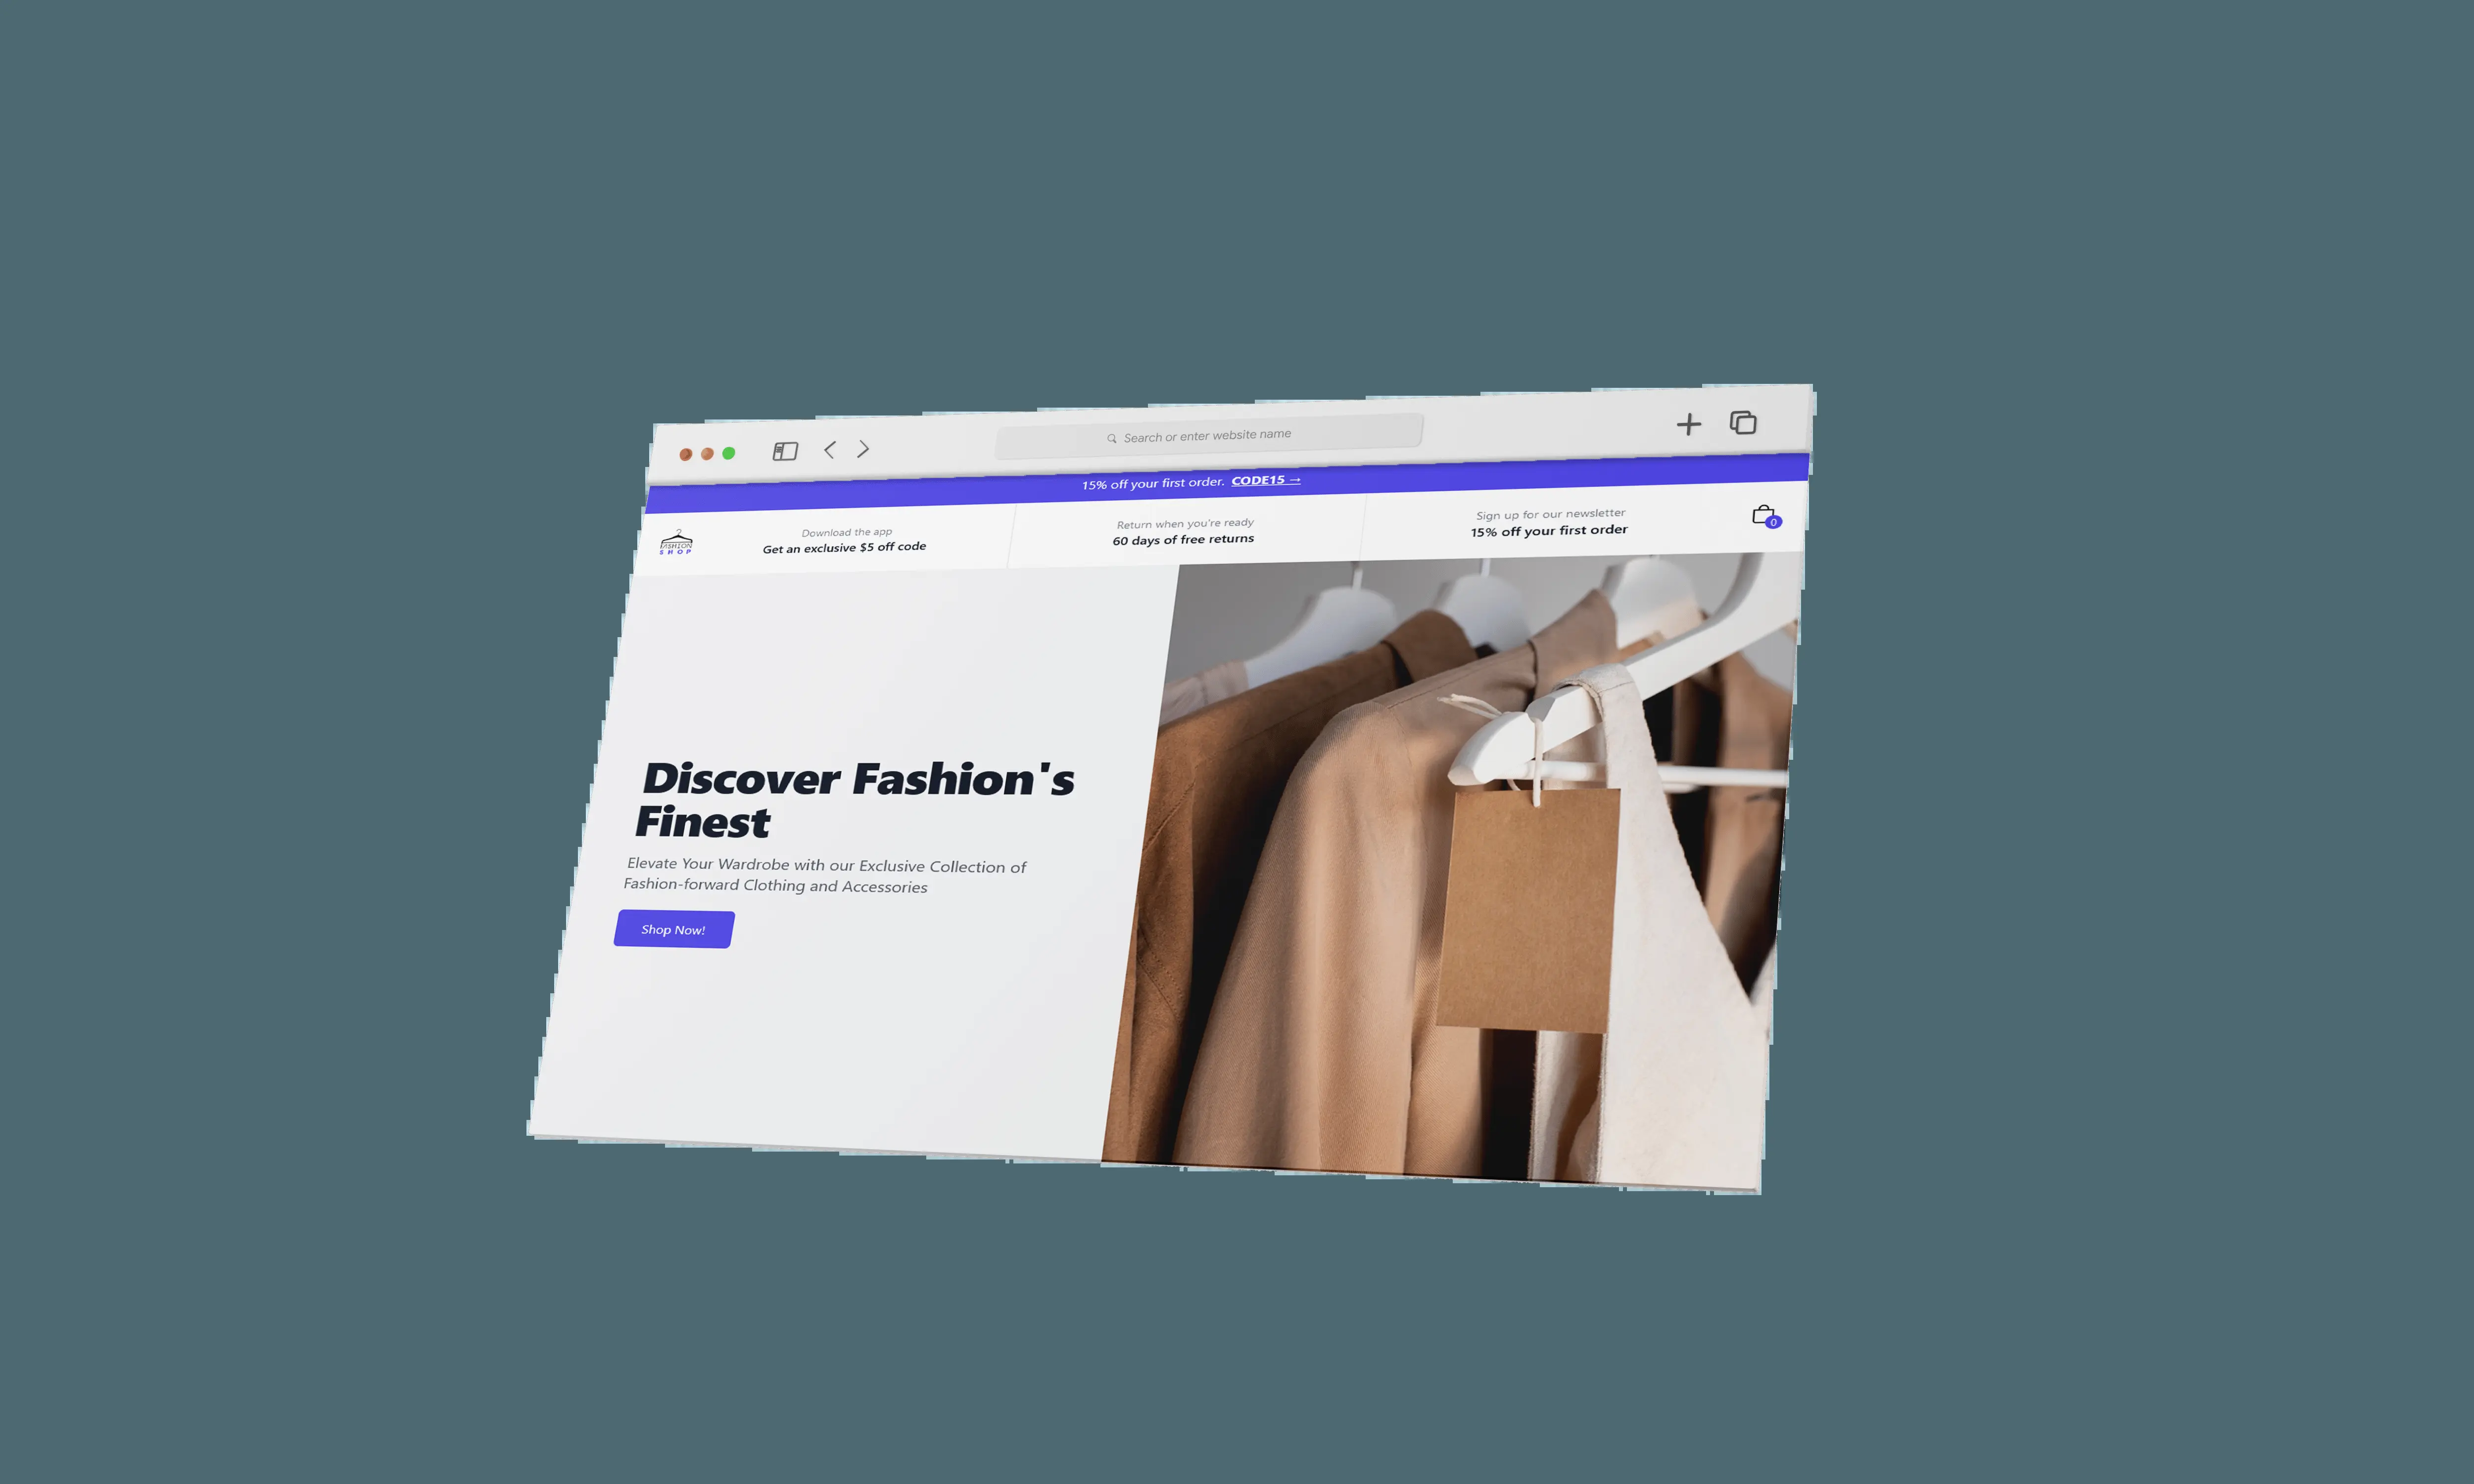 Search or enter website name
15% off your first order. CODE15 →
FASHION
SHOP
Download the app
Get an exclusive $5 off code
Return when you're ready
60 days of free returns
Sign up for our newsletter
15% off your first order
0
Discover Fashion's
Finest
Elevate Your Wardrobe with our Exclusive Collection of
Fashion-forward Clothing and Accessories
Shop Now!